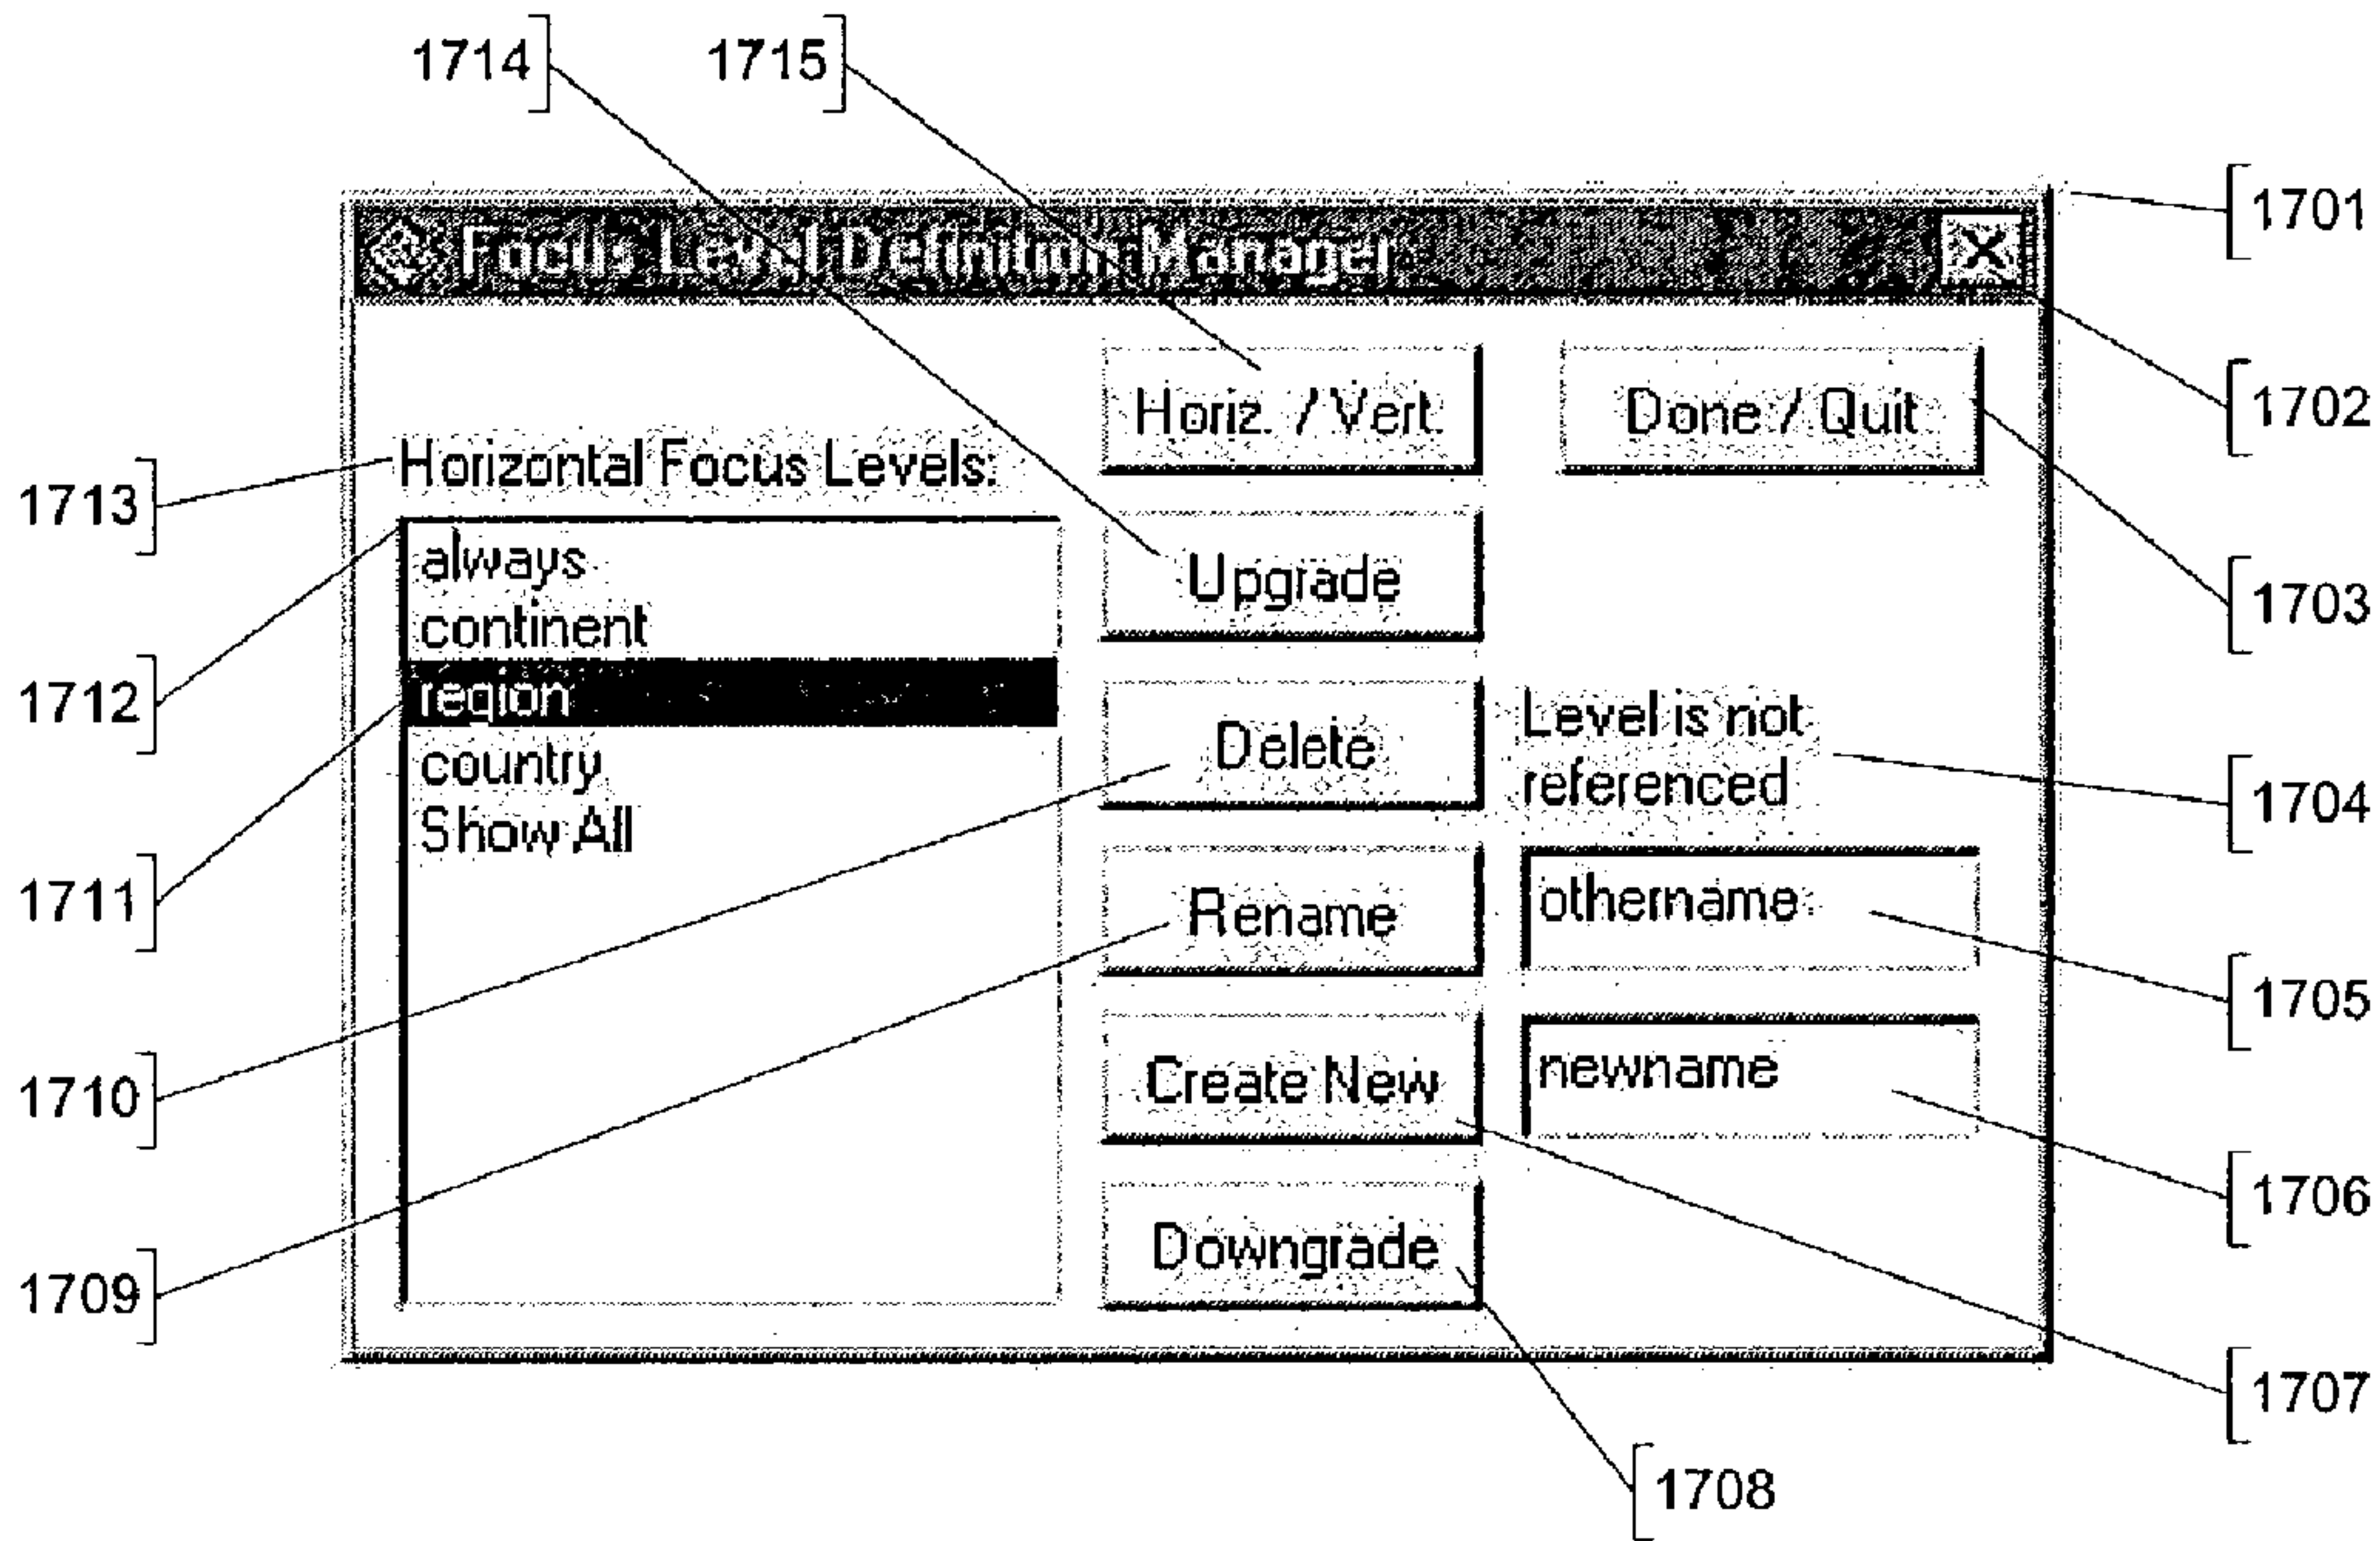 1714
1715
1701
Focus Level Definition Manager
1702
Horiz. / Vert.
Done / Quit
1703
1713
Horizontal Focus Levels:
always
continent
region
country
Show All
1712
1711
Upgrade
Delete
Level is not
referenced
1704
Rename
othername
1705
1710
Create New
newname
1706
1709
Downgrade
1707
1708